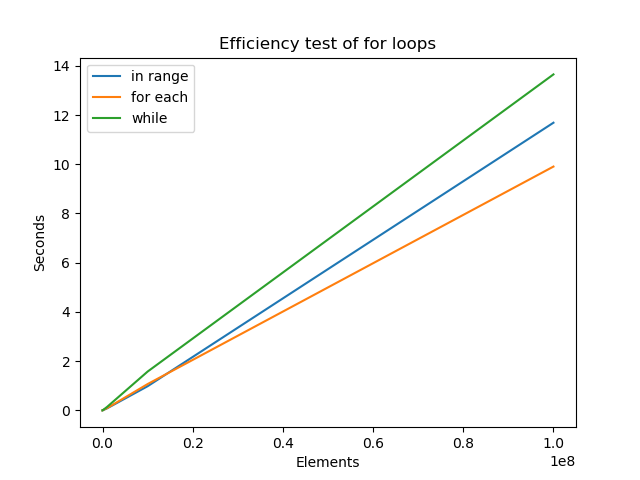 Efficiency test of for loops
in range
for each
while
14
12
10
8
6
4
2
0
Seconds
0.0 0.2 0.4 0.6 0.8 1.0
1e8
Elements